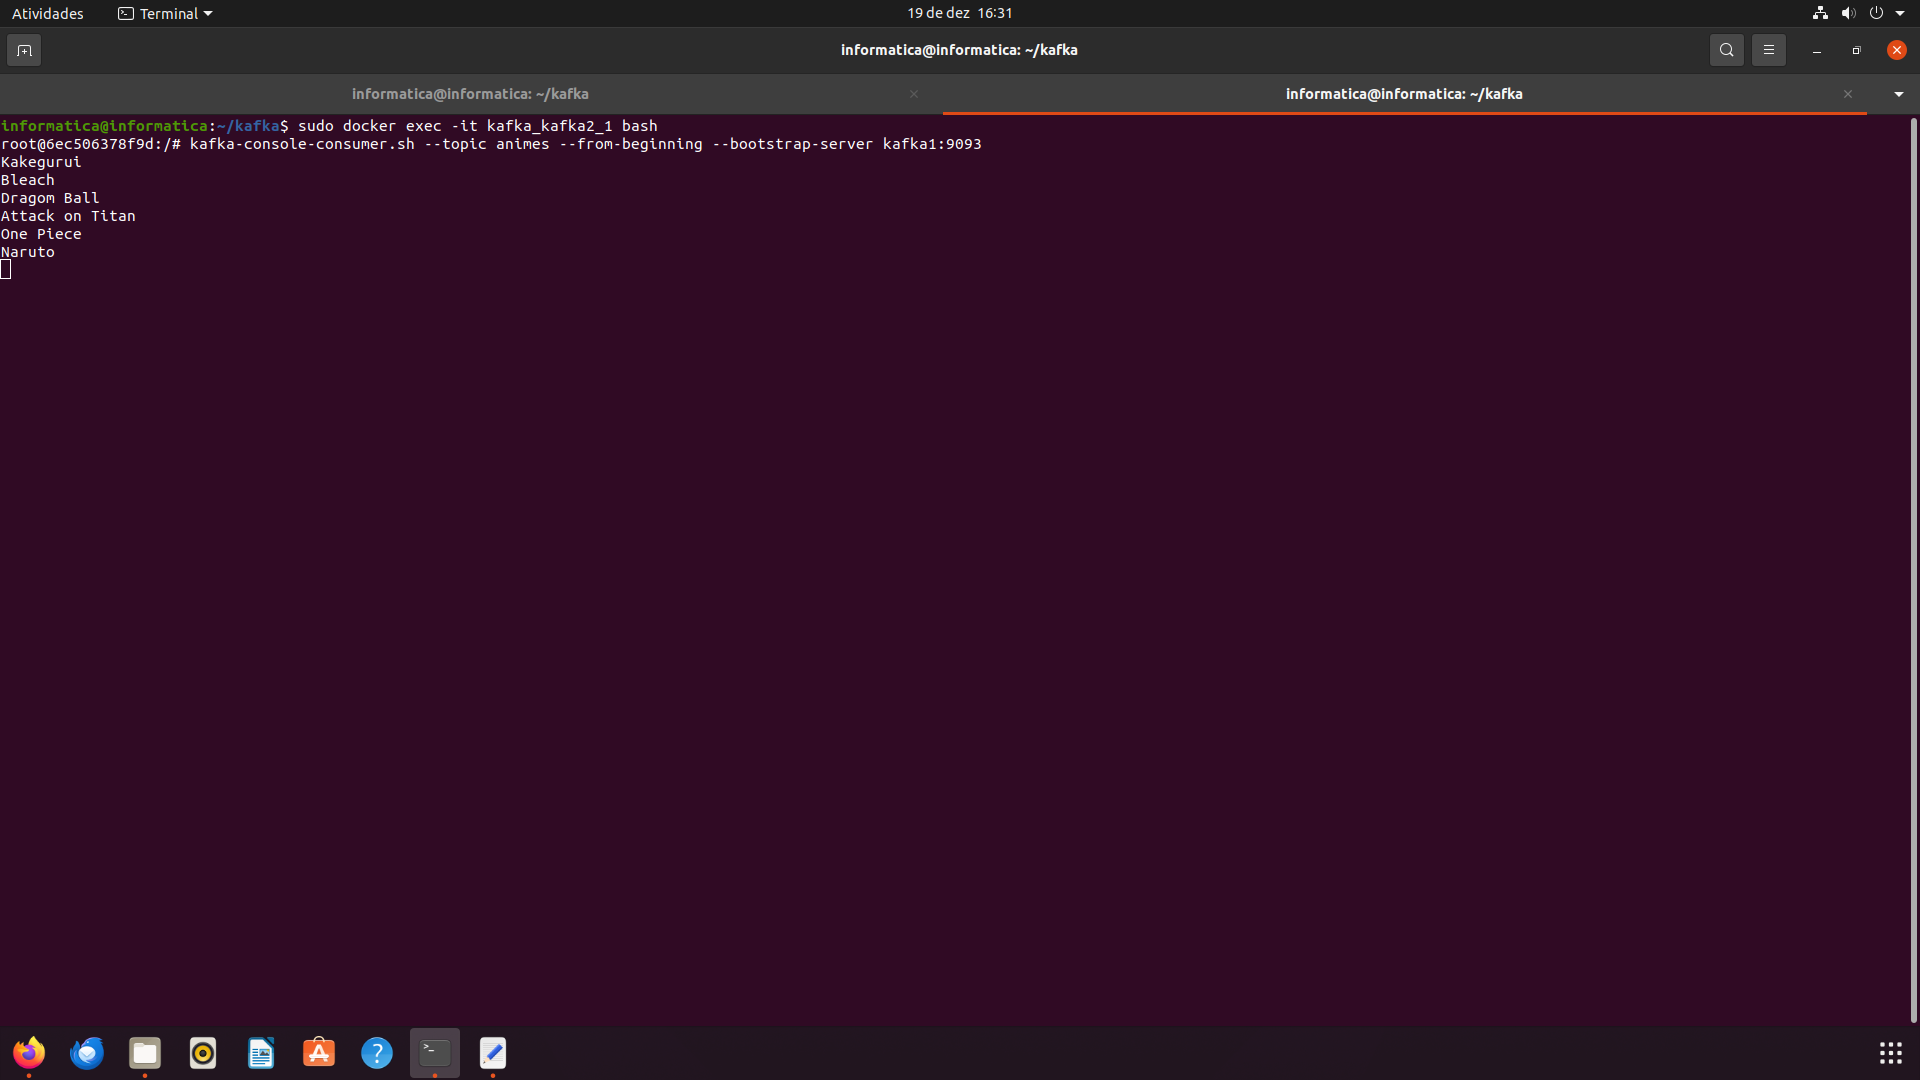 Atividades
Terminal
19 de dez 16:31
informatica@informatica: ~/kafka
informatica@informatica: ~/kafka
informatica@informatica: ~/kafka
informatica@informatica:~/kafka$ sudo docker exec -it kafka_kafka2_1 bash
root@6ec506378f9d:/# kafka-console-consumer.sh --topic animes --from-beginning --bootstrap-server kafka1:9093
Kakegurui
Bleach
Dragom Ball
Attack on Titan
One Piece
Naruto